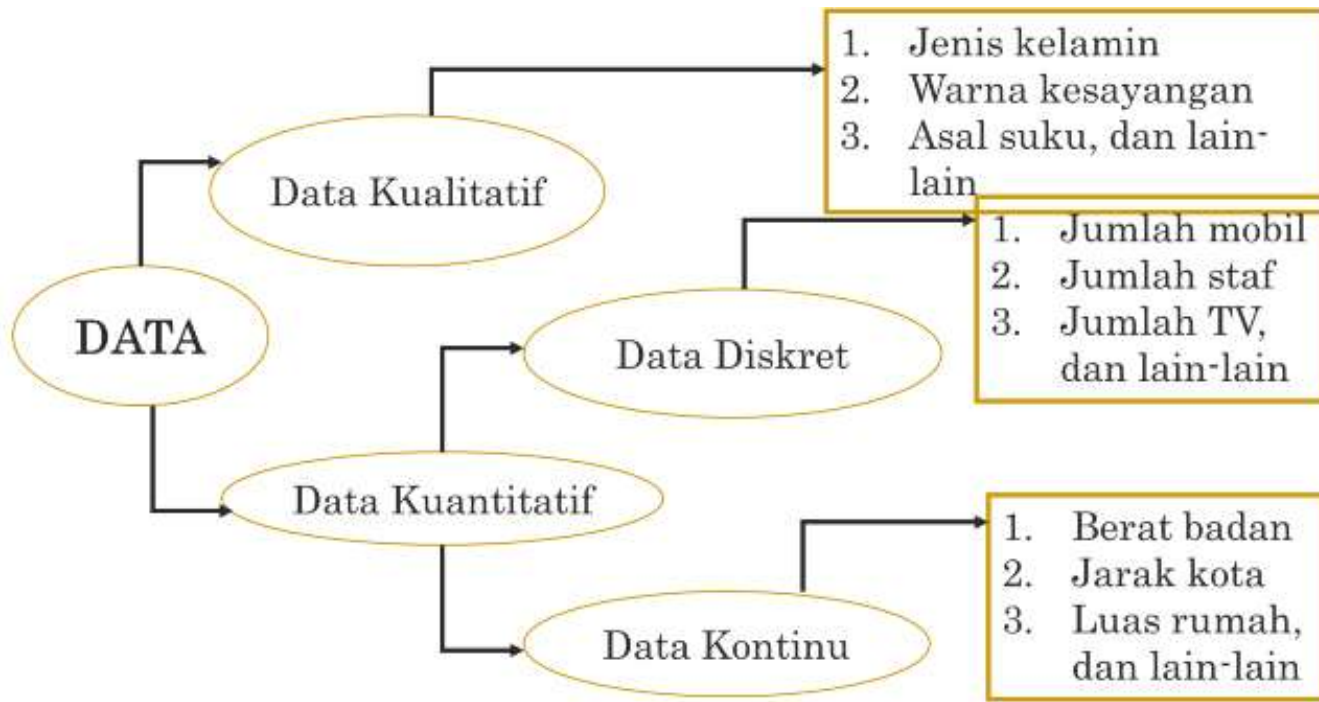 1. Jenis kelamin
2. Warna kesayangan
3. Asal suku, dan lain-
lain
Data Kualitatif
1. Jumlah mobil
2. Jumlah staf
3. Jumlah TV,
dan lain-lain
DATA
Data Diskret
Data Kuantitatif
1. Berat badan
2. Jarak kota
3. Luas rumah,
dan lain-lain
Data Kontinu